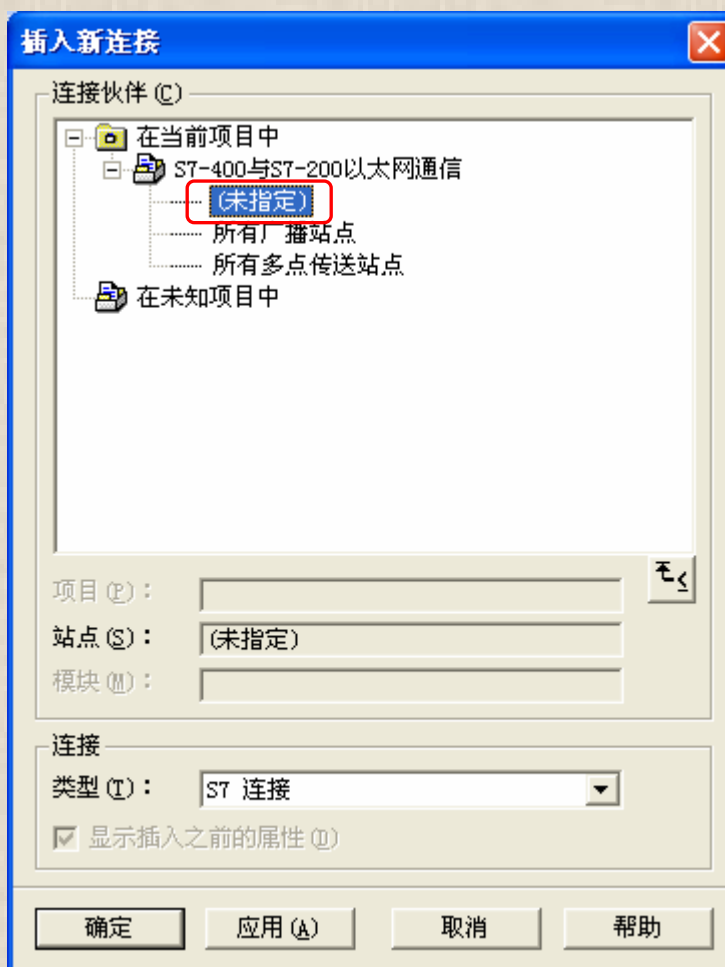 插入新连接
连接伙伴(C)
在当前项目中
S7-400与S7-200以太网通信
(未指定)
所有广播站点
所有多点传送站点
在未知项目中
项目(P)：
站点(S)： (未指定)
模块(M)：
连接
类型(T)： S7 连接
显示插入之前的属性(D)
确定 应用(A) 取消 帮助